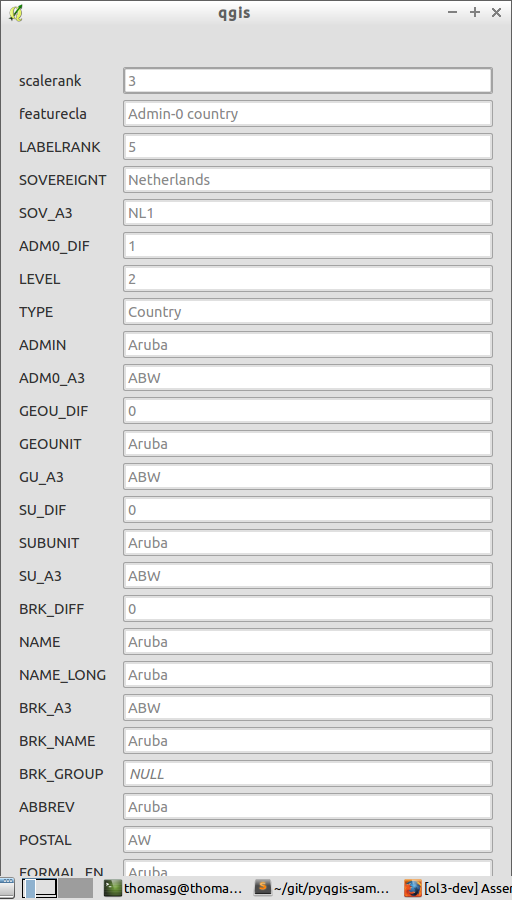 qgis
scalerank 3
featurecla Admin-0 country
LABELRANK 5
SOVEREIGNT Netherlands
SOV_A3 NL1
ADM0_DIF 1
LEVEL 2
TYPE Country
ADMIN Aruba
ADM0_A3 ABW
GEOU_DIF 0
GEOUNIT Aruba
GU_A3 ABW
SU_DIF 0
SUBUNIT Aruba
SU_A3 ABW
BRK_DIFF 0
NAME Aruba
NAME_LONG Aruba
BRK_A3 ABW
BRK_NAME Aruba
BRK_GROUP NULL
ABBREV Aruba
POSTAL AW
FORMAL_EN Aruba
thomasg@thoma... ~/git/pyqgis-sam... [ol3-dev] Asser